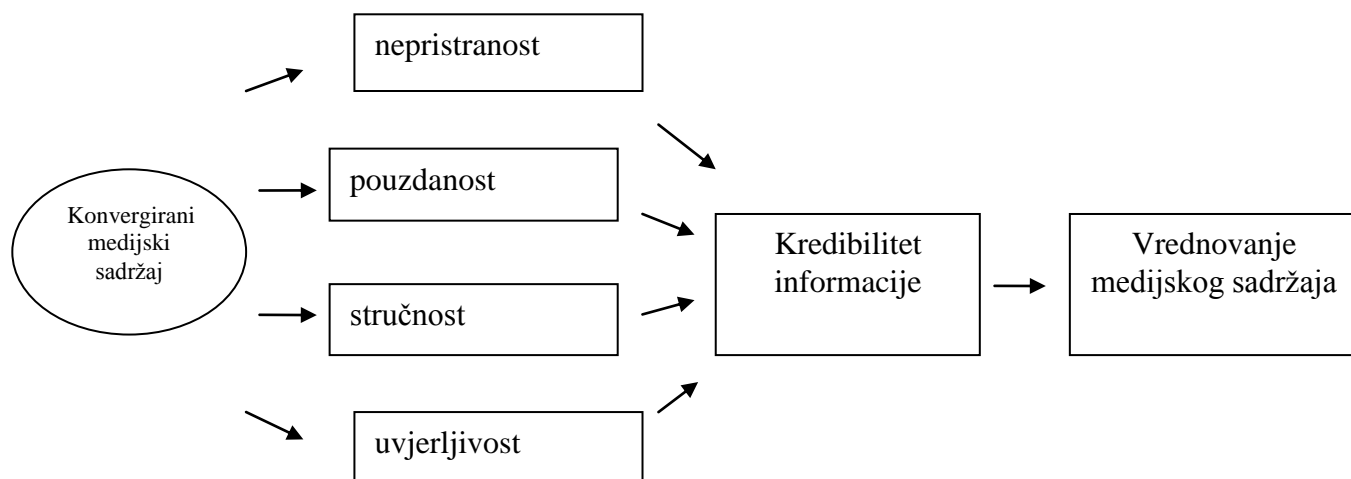 Konvergirani
medijski
sadržaj
nepristranost
pouzdanost
stručnost
uvjerljivost
Kredibilitet
informacije
Vrednovanje
medijskog sadržaja